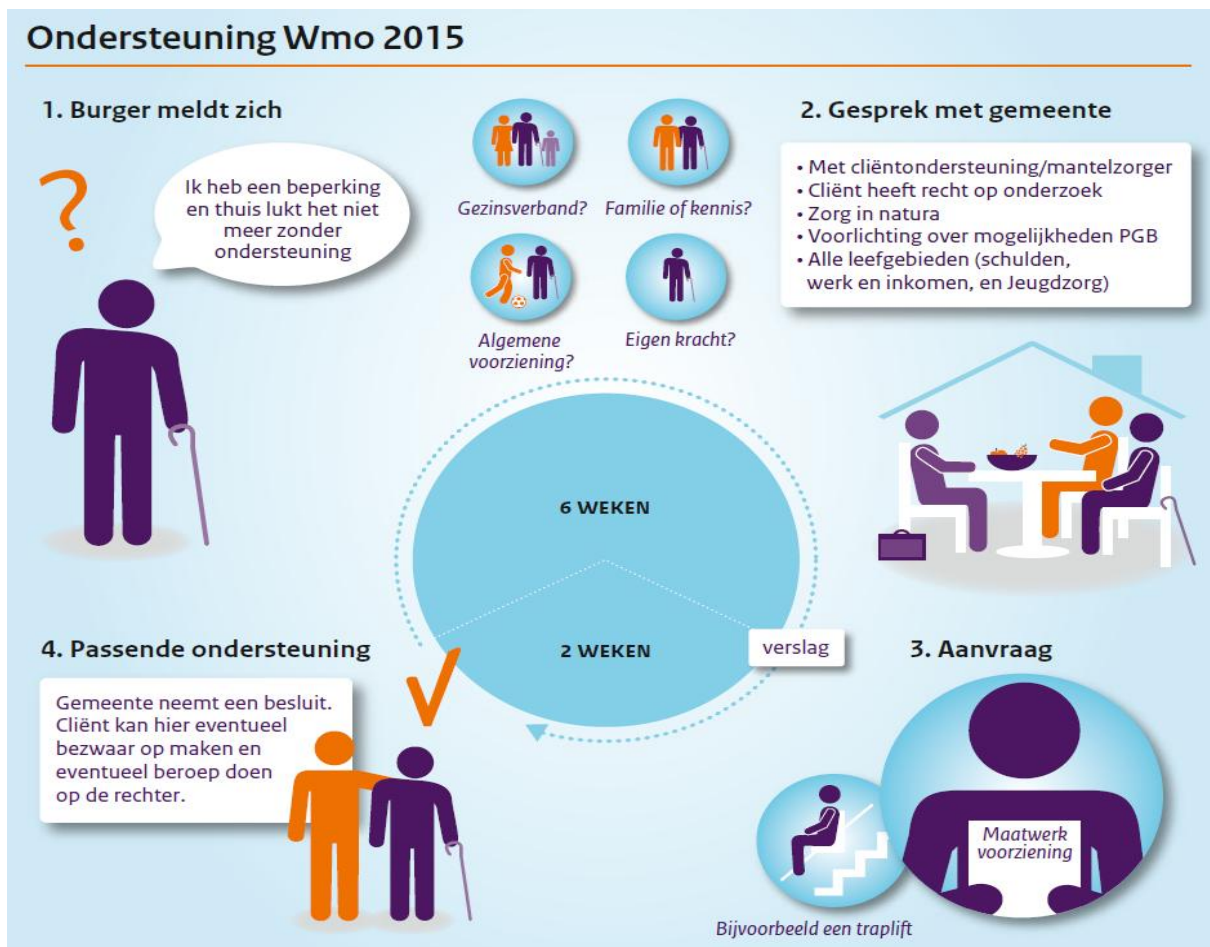 Ondersteuning Wmo 2015
1. Burger meldt zich
?
Ik heb een beperking
en thuis lukt het niet
meer zonder
ondersteuning
Gezinsverband?
Familie of kennis?
Algemene
voorziening?
Eigen kracht?
2. Gesprek met gemeente
• Met cliëntondersteuning/mantelzorger
• Cliënt heeft recht op onderzoek
• Zorg in natura
• Voorlichting over mogelijkheden PGB
• Alle leefgebieden (schulden,
werk en inkomen, en Jeugdzorg)
6 WEKEN
2 WEKEN
verslag
3. Aanvraag
Maatwerk
voorziening
Bijvoorbeeld een traplift
4. Passende ondersteuning
Gemeente neemt een besluit.
Cliënt kan hier eventueel
bezwaar op maken en
eventueel beroep doen
op de rechter.